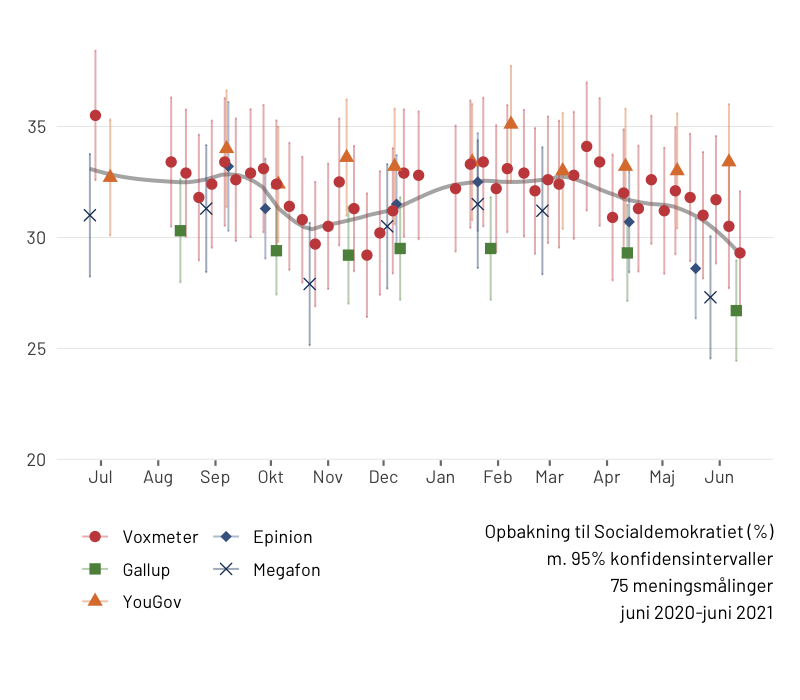 35
30
25
20
Jul Aug Sep Okt Nov Dec Jan Feb Mar Apr Maj Jun
Voxmeter
Epinion
Gallup
Megafon
YouGov
Opbakning til Socialdemokratiet (%)
m. 95% konfidensintervaller
75 meningsmålinger
juni 2020-juni 2021